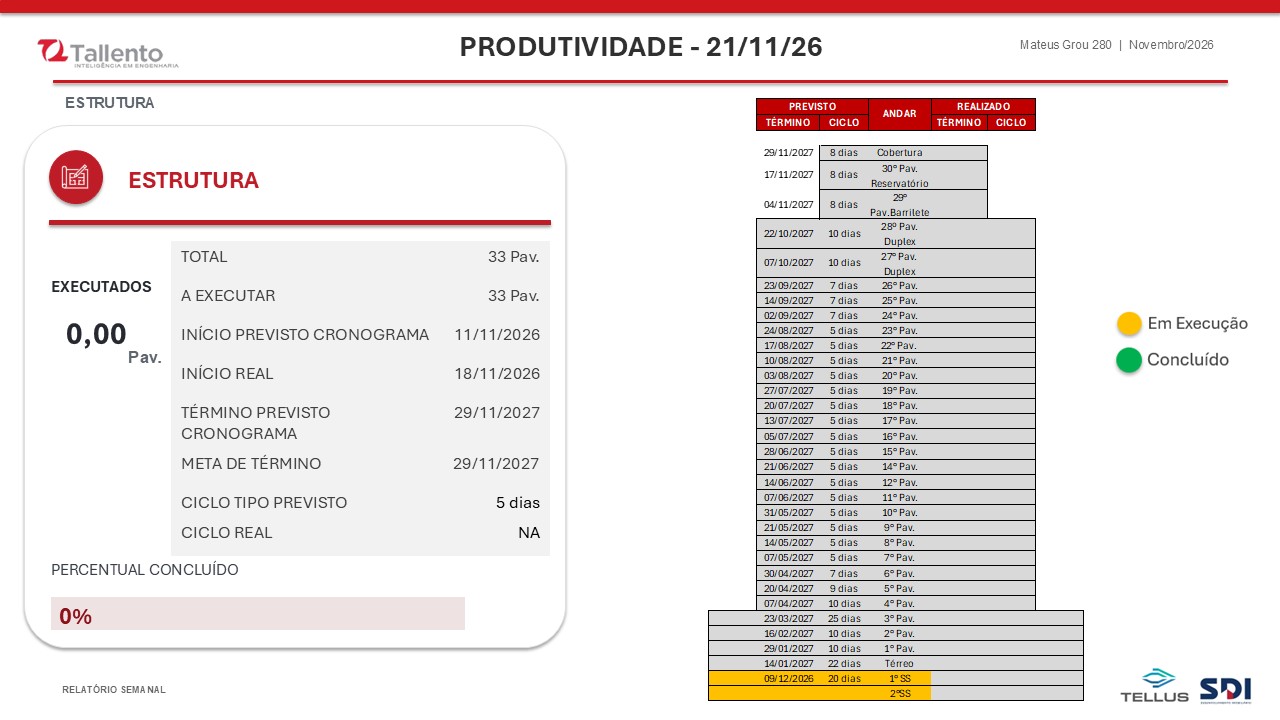 Tallento
INTELIGÊNCIA EM ENGENHARIA
PRODUTIVIDADE - 21/11/26
Mateus Grou 280 | Novembro/2026
ESTRUTURA
ESTRUTURA
EXECUTADOS
0,00
Pav.
TOTAL 33 Pav.
A EXECUTAR 33 Pav.
INÍCIO PREVISTO CRONOGRAMA 11/11/2026
INÍCIO REAL 18/11/2026
TÉRMINO PREVISTO 29/11/2027
CRONOGRAMA
META DE TÉRMINO 29/11/2027
CICLO TIPO PREVISTO 5 dias
CICLO REAL NA
PERCENTUAL CONCLUÍDO
0%
PREVISTO ANDAR REALIZADO
TÉRMINO CICLO TÉRMINO CICLO
29/11/2027 8 dias Cobertura
17/11/2027 8 dias 30º Pav.
Reservatório
04/11/2027 8 dias 29º
Pav.Barrilete
22/10/2027 10 dias 28º Pav.
Duplex
07/10/2027 10 dias 27º Pav.
Duplex
23/09/2027 7 dias 26º Pav.
14/09/2027 7 dias 25º Pav.
02/09/2027 7 dias 24º Pav.
24/08/2027 5 dias 23º Pav.
17/08/2027 5 dias 22º Pav.
10/08/2027 5 dias 21º Pav.
03/08/2027 5 dias 20º Pav.
27/07/2027 5 dias 19º Pav.
20/07/2027 5 dias 18º Pav.
13/07/2027 5 dias 17º Pav.
05/07/2027 5 dias 16º Pav.
28/06/2027 5 dias 15º Pav.
21/06/2027 5 dias 14º Pav.
14/06/2027 5 dias 12º Pav.
07/06/2027 5 dias 11º Pav.
31/05/2027 5 dias 10º Pav.
21/05/2027 5 dias 9º Pav.
14/05/2027 5 dias 8º Pav.
07/05/2027 5 dias 7º Pav.
30/04/2027 7 dias 6º Pav.
20/04/2027 9 dias 5º Pav.
07/04/2027 10 dias 4º Pav.
23/03/2027 25 dias 3º Pav.
16/02/2027 10 dias 2º Pav.
29/01/2027 10 dias 1º Pav.
14/01/2027 22 dias Térreo
09/12/2026 20 dias 1º SS
2ºSS
Em Execução
Concluído
RELATÓRIO SEMANAL
TELLUS
SDI
DESENVOLVIMENTO IMOBILIÁRIO